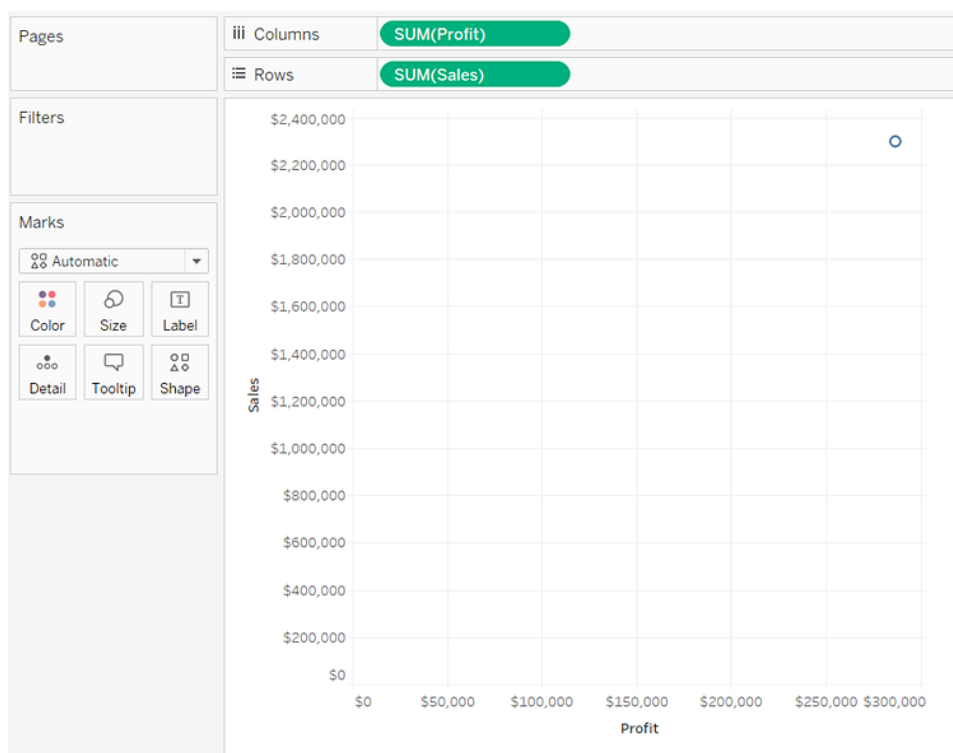 Pages
Columns SUM(Profit)
Rows SUM(Sales)
Filters
Marks
Automatic
Color Size Label
Detail Tooltip Shape
$2,400,000
$2,200,000
$2,000,000
$1,800,000
$1,600,000
$1,400,000
Sales
$1,200,000
$1,000,000
$800,000
$600,000
$400,000
$200,000
$0
$0 $50,000 $100,000 $150,000 $200,000 $250,000 $300,000
Profit